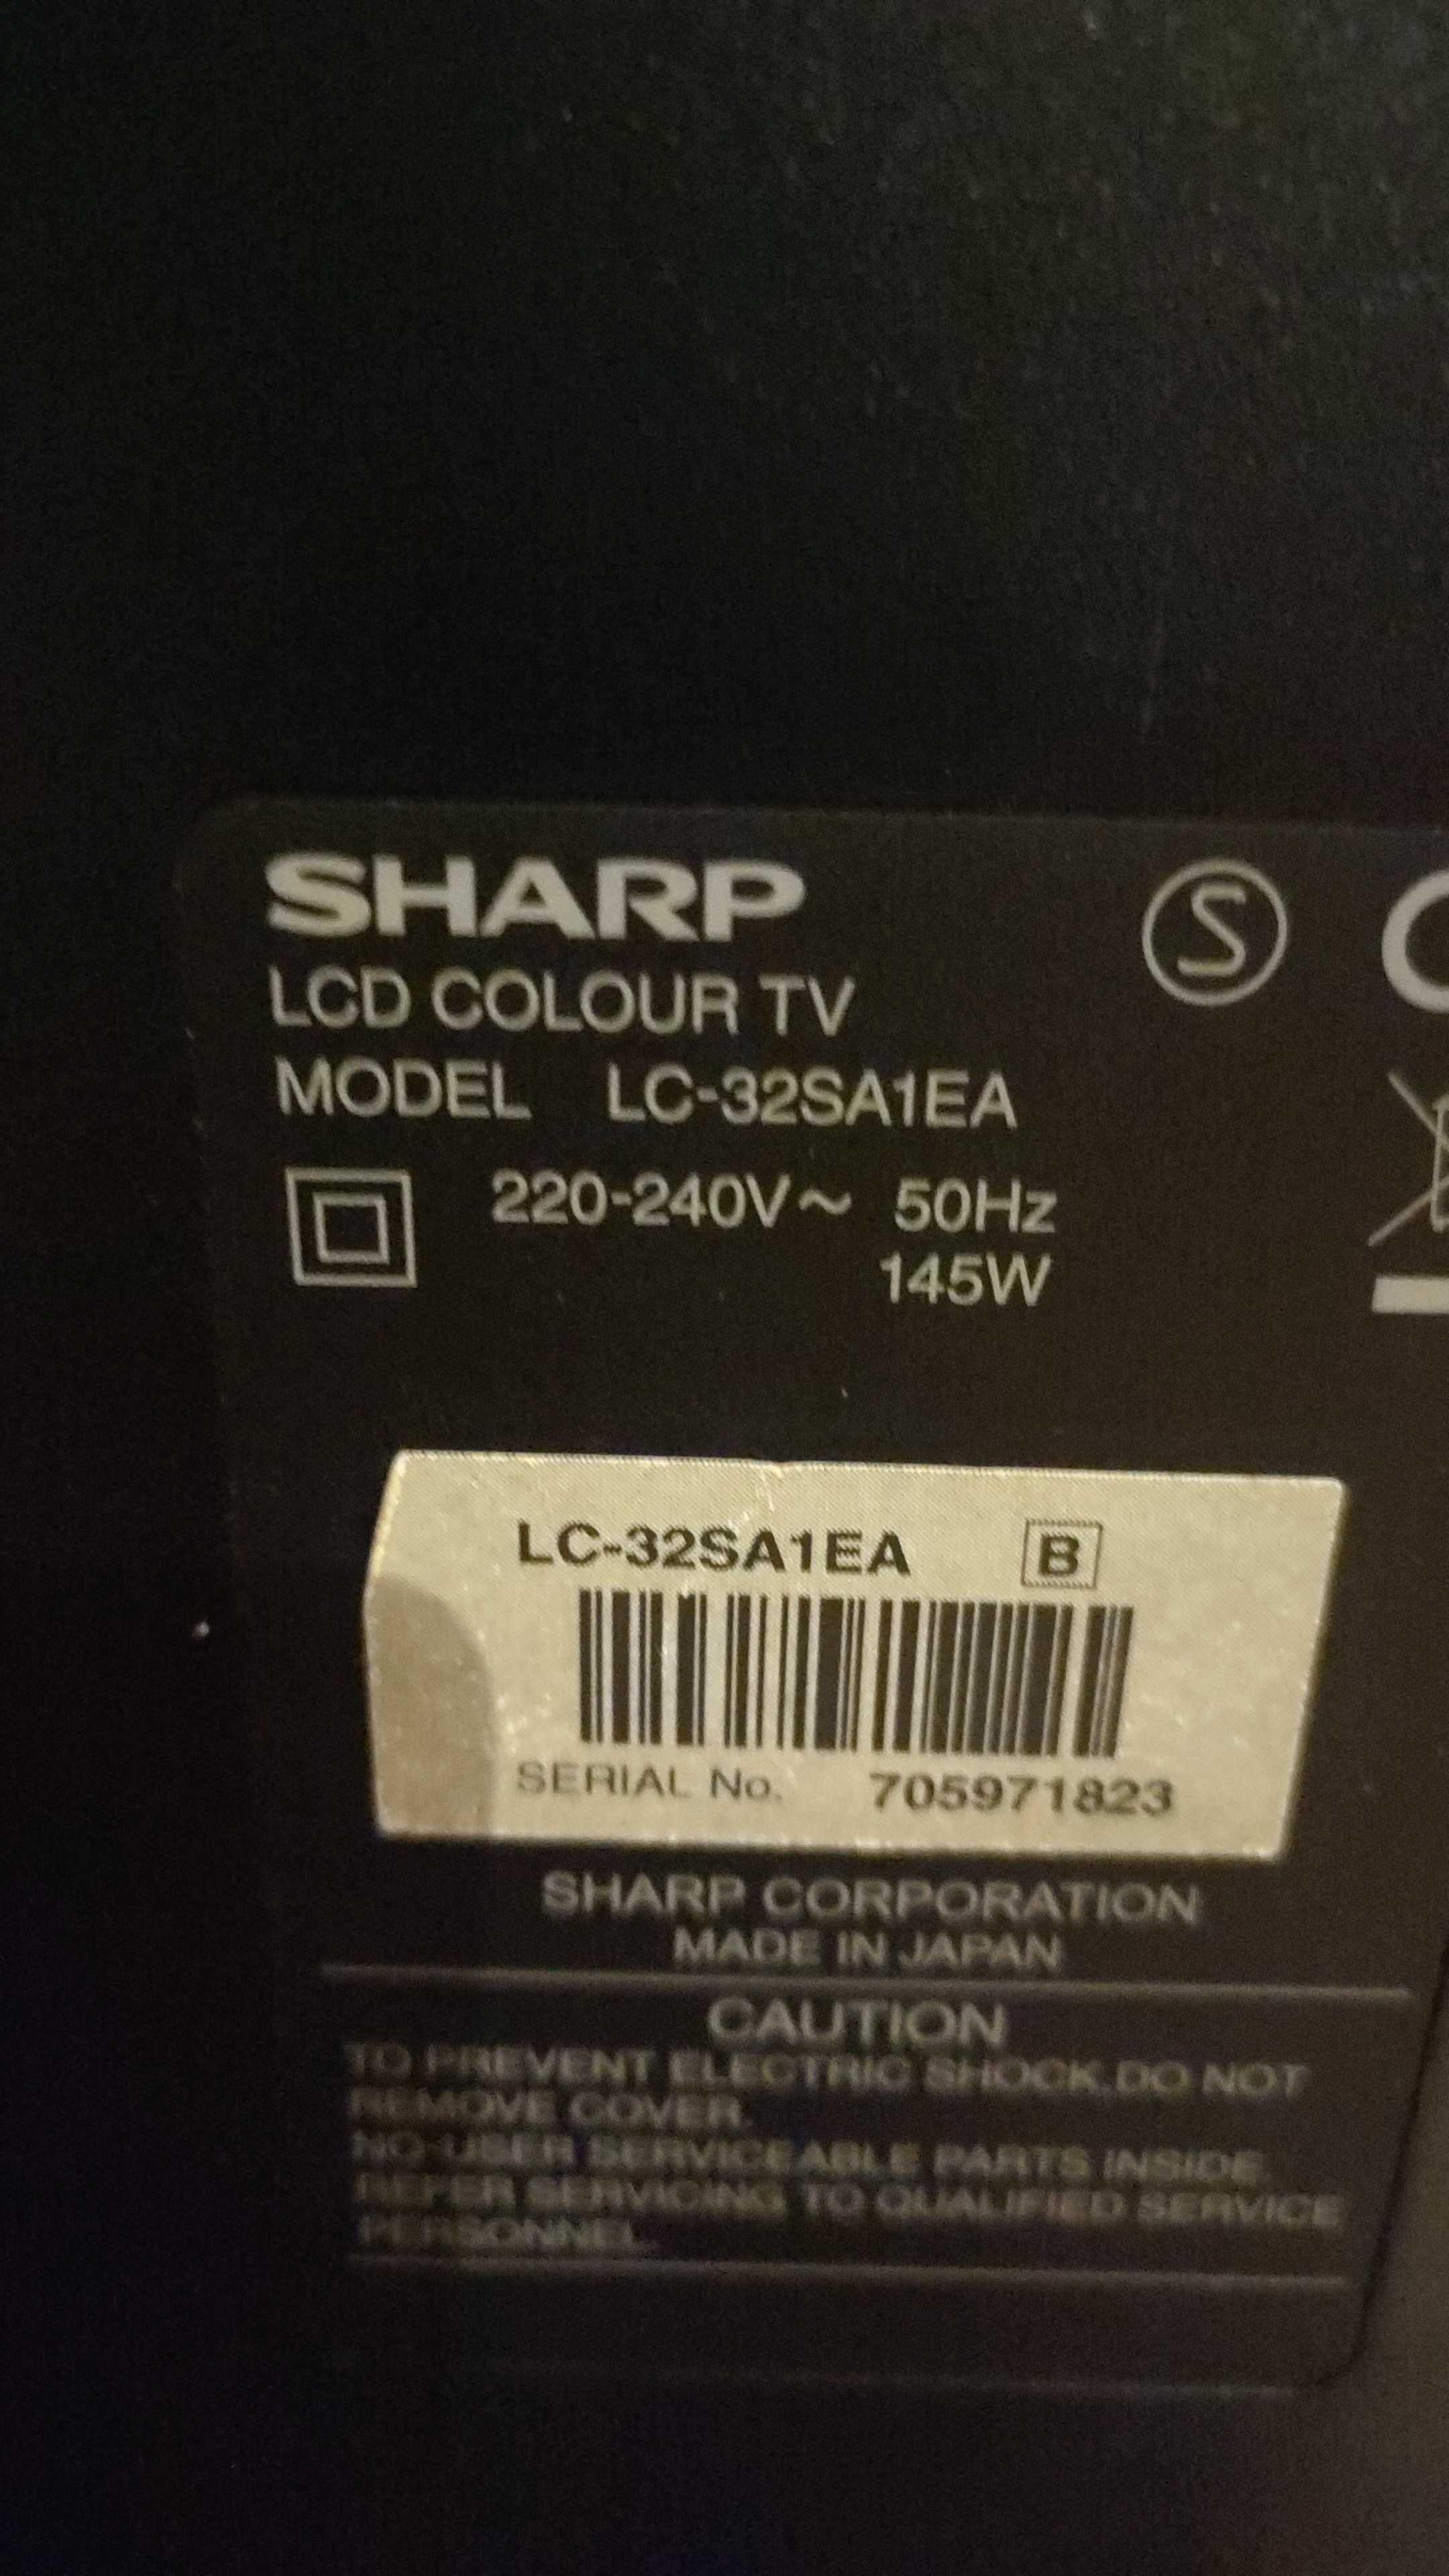 SHARP
LCD COLOUR TV
MODEL LC-32SA1EA
220-240V~ 50Hz
145W
LC-32SA1EA B
SERIAL No. 705971823
SHARP CORPORATION
MADE IN JAPAN
CAUTION
TO PREVENT ELECTRIC SHOCK, DO NOT
REMOVE COVER.
NO USER SERVICEABLE PARTS INSIDE.
REFER SERVICING TO QUALIFIED SERVICE
PERSONNEL.